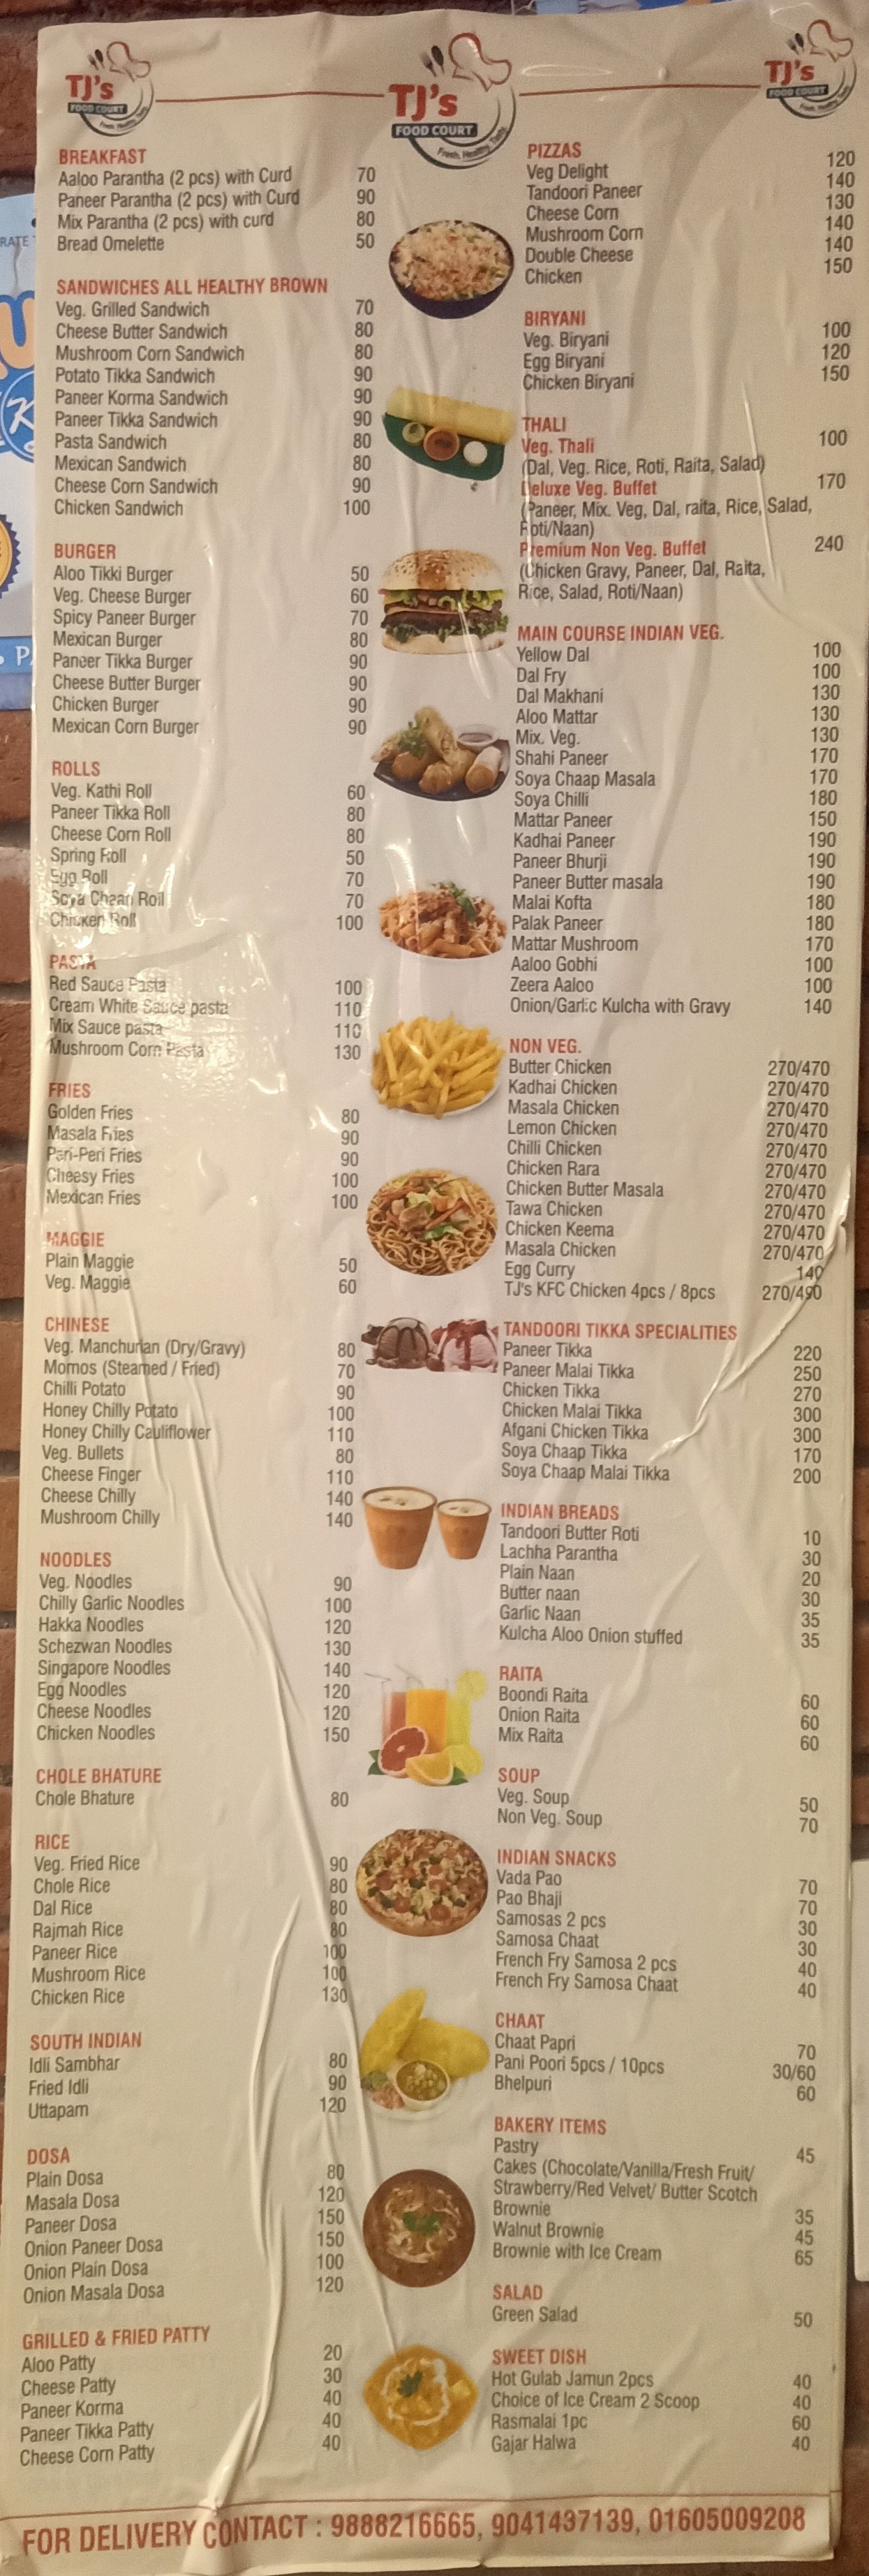 TJ's
FOOD COURT
Fresh, Healthy, Tasty
TJ's
FOOD COURT
Fresh, Healthy, Tasty
TJ's
FOOD COURT
Fresh, Healthy, Tasty
BREAKFAST
Aaloo Parantha (2 pcs) with Curd 70
Paneer Parantha (2 pcs) with Curd 90
Mix Parantha (2 pcs) with curd 80
Bread Omelette 50
SANDWICHES ALL HEALTHY BROWN
Veg. Grilled Sandwich 70
Cheese Butter Sandwich 80
Mushroom Corn Sandwich 80
Potato Tikka Sandwich 90
Paneer Korma Sandwich 90
Paneer Tikka Sandwich 90
Pasta Sandwich 80
Mexican Sandwich 80
Cheese Corn Sandwich 90
Chicken Sandwich 100
BURGER
Aloo Tikki Burger 50
Veg. Cheese Burger 60
Spicy Paneer Burger 70
Mexican Burger 80
Paneer Tikka Burger 90
Cheese Butter Burger 90
Chicken Burger 90
Mexican Corn Burger 90
ROLLS
Veg. Kathi Roll 60
Paneer Tikka Roll 80
Cheese Corn Roll 80
Spring Roll 50
Egg Roll 70
Soya Chaap Roll 70
Chicken Roll 100
PASTA
Red Sauce Pasta 100
Cream White Sauce pasta 110
Mix Sauce pasta 110
Mushroom Corn Pasta 130
FRIES
Golden Fries 80
Masala Fries 90
Pari-Peri Fries 90
Cheesy Fries 100
Mexican Fries 100
MAGGIE
Plain Maggie 50
Veg. Maggie 60
CHINESE
Veg. Manchurian (Dry/Gravy) 80
Momos (Steamed / Fried) 70
Chilli Potato 90
Honey Chilly Potato 100
Honey Chilly Cauliflower 110
Veg. Bullets 80
Cheese Finger 110
Cheese Chilly 140
Mushroom Chilly 140
NOODLES
Veg. Noodles 90
Chilly Garlic Noodles 100
Hakka Noodles 120
Schezwan Noodles 130
Singapore Noodles 140
Egg Noodles 120
Cheese Noodles 120
Chicken Noodles 150
CHOLE BHATURE
Chole Bhature 80
RICE
Veg. Fried Rice 90
Chole Rice 80
Dal Rice 80
Rajmah Rice 80
Paneer Rice 100
Mushroom Rice 100
Chicken Rice 130
SOUTH INDIAN
Idli Sambhar 80
Fried Idli 90
Uttapam 120
DOSA
Plain Dosa 80
Masala Dosa 120
Paneer Dosa 150
Onion Paneer Dosa 150
Onion Plain Dosa 100
Onion Masala Dosa 120
GRILLED & FRIED PATTY
Aloo Patty 20
Cheese Patty 30
Paneer Korma 40
Paneer Tikka Patty 40
Cheese Corn Patty 40
PIZZAS
Veg Delight 120
Tandoori Paneer 140
Cheese Corn 130
Mushroom Corn 140
Double Cheese 140
Chicken 150
BIRYANI
Veg. Biryani 100
Egg Biryani 120
Chicken Biryani 150
THALI
Veg. Thali 100
(Dal, Veg. Rice, Roti, Raita, Salad)
Deluxe Veg. Buffet 170
(Paneer, Mix. Veg, Dal, raita, Rice, Salad,
Roti/Naan)
Premium Non Veg. Buffet 240
(Chicken Gravy, Paneer, Dal, Raita,
Rice, Salad, Roti/Naan)
MAIN COURSE INDIAN VEG.
Yellow Dal 100
Dal Fry 100
Dal Makhani 130
Aloo Mattar 130
Mix. Veg. 130
Shahi Paneer 170
Soya Chaap Masala 170
Soya Chilli 180
Mattar Paneer 150
Kadhai Paneer 190
Paneer Bhurji 190
Paneer Butter masala 190
Malai Kofta 180
Palak Paneer 180
Mattar Mushroom 170
Aaloo Gobhi 100
Zeera Aaloo 100
Onion/Garlic Kulcha with Gravy 140
NON VEG.
Butter Chicken 270/470
Kadhai Chicken 270/470
Masala Chicken 270/470
Lemon Chicken 270/470
Chilli Chicken 270/470
Chicken Rara 270/470
Chicken Butter Masala 270/470
Tawa Chicken 270/470
Chicken Keema 270/470
Masala Chicken 270/470
Egg Curry 140
TJ's KFC Chicken 4pcs / 8pcs 270/490
TANDOORI TIKKA SPECIALITIES
Paneer Tikka 220
Paneer Malai Tikka 250
Chicken Tikka 270
Chicken Malai Tikka 300
Afgani Chicken Tikka 300
Soya Chaap Tikka 170
Soya Chaap Malai Tikka 200
INDIAN BREADS
Tandoori Butter Roti 10
Lachha Parantha 30
Plain Naan 20
Butter naan 30
Garlic Naan 35
Kulcha Aloo Onion stuffed 35
RAITA
Boondi Raita 60
Onion Raita 60
Mix Raita 60
SOUP
Veg. Soup 50
Non Veg. Soup 70
INDIAN SNACKS
Vada Pao 70
Pao Bhaji 70
Samosas 2 pcs 30
Samosa Chaat 30
French Fry Samosa 2 pcs 40
French Fry Samosa Chaat 40
CHAAT
Chaat Papri 70
Pani Poori 5pcs / 10pcs 30/60
Bhelpuri 60
BAKERY ITEMS
Pastry 45
Cakes (Chocolate/Vanilla/Fresh Fruit/
Strawberry/Red Velvet/ Butter Scotch
Brownie 35
Walnut Brownie 45
Brownie with Ice Cream 65
SALAD
Green Salad 50
SWEET DISH
Hot Gulab Jamun 2pcs 40
Choice of Ice Cream 2 Scoop 40
Rasmalai 1pc 60
Gajar Halwa 40
FOR DELIVERY CONTACT : 9888216665, 9041437139, 01605009208